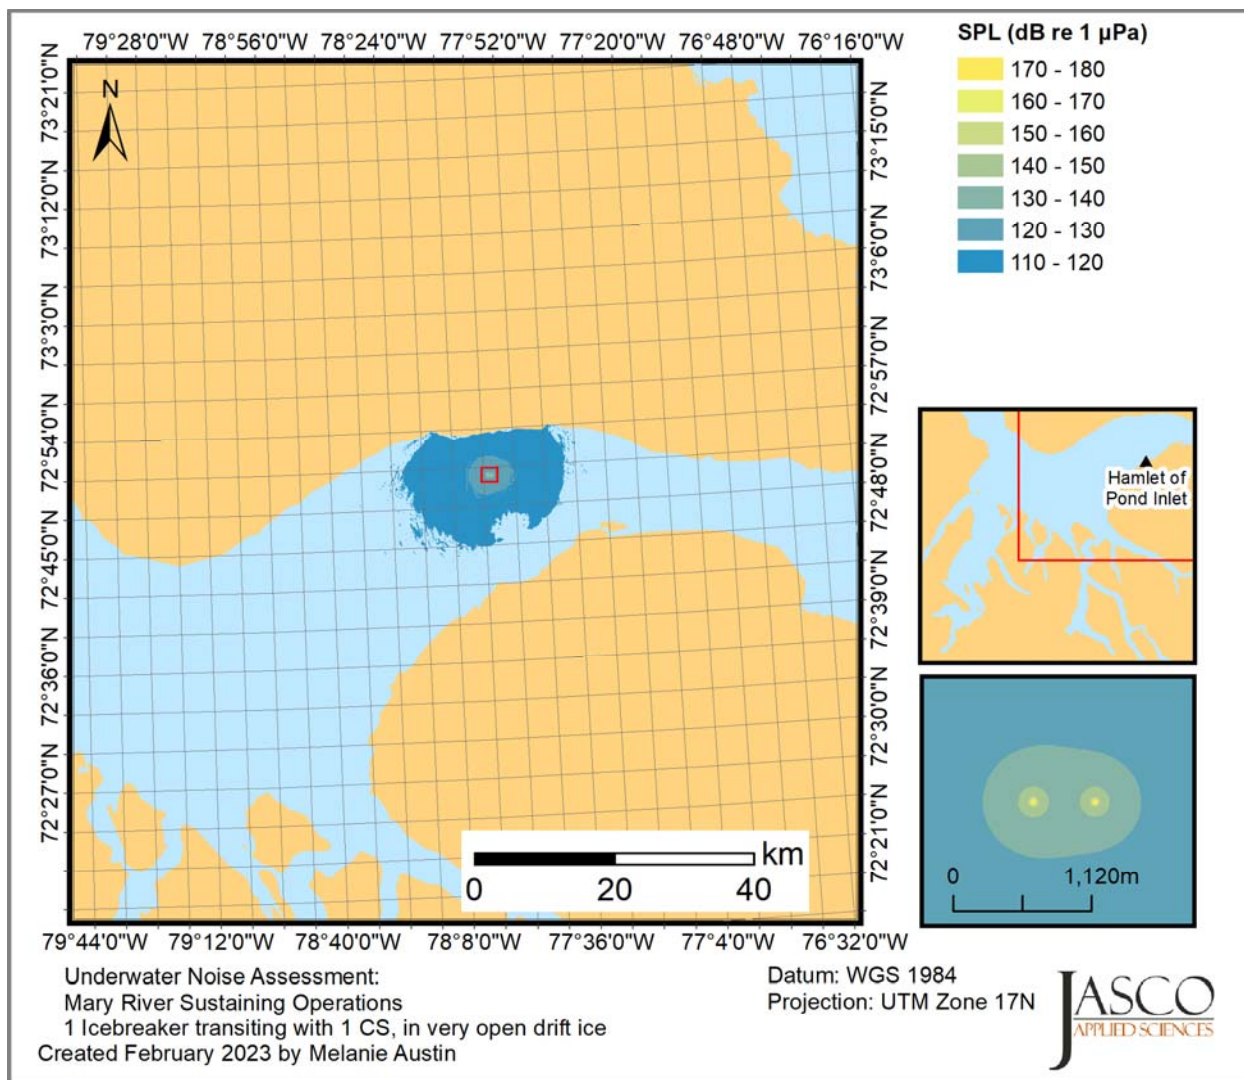 79°28'0"W 78°56'0"W 78°24'0"W 77°52'0"W 77°20'0"W 76°48'0"W 76°16'0"W
SPL (dB re 1 µPa)
170 - 180
160 - 170
150 - 160
140 - 150
130 - 140
120 - 130
110 - 120
N
73°21'0"N
73°12'0"N
73°3'0"N
72°54'0"N
72°45'0"N
72°36'0"N
72°27'0"N
73°15'0"N
73°6'0"N
72°57'0"N
72°48'0"N
72°39'0"N
72°30'0"N
72°21'0"N
Hamlet of
Pond Inlet
km
0 20 40
0 1,120m
79°44'0"W 79°12'0"W 78°40'0"W 78°8'0"W 77°36'0"W 77°4'0"W 76°32'0"W
Underwater Noise Assessment:
Mary River Sustaining Operations
1 Icebreaker transiting with 1 CS, in very open drift ice
Created February 2023 by Melanie Austin
Datum: WGS 1984
Projection: UTM Zone 17N
JASCO
APPLIED SCIENCES